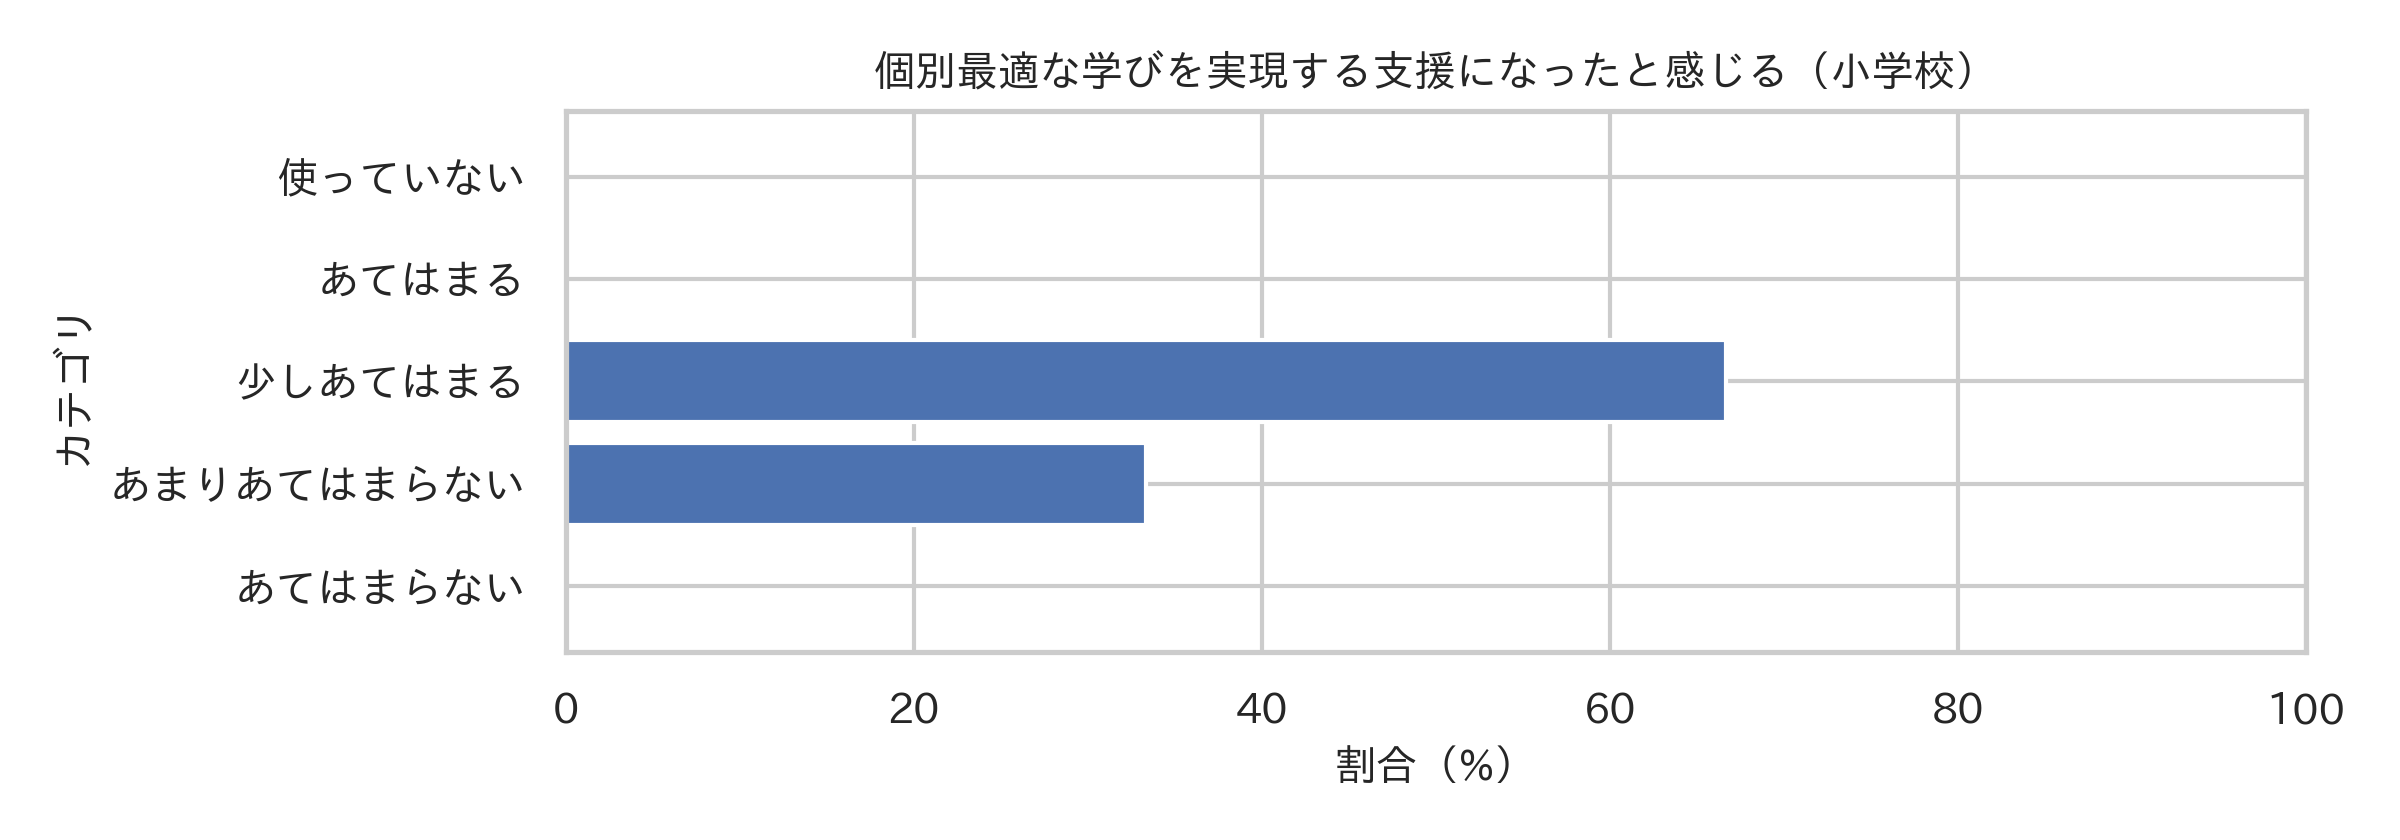 個別最適な学びを実現する支援になったと感じる（小学校）
カテゴリ
使っていない
あてはまる
少しあてはまる
あまりあてはまらない
あてはまらない
0 20 40 60 80 100
割合（%）